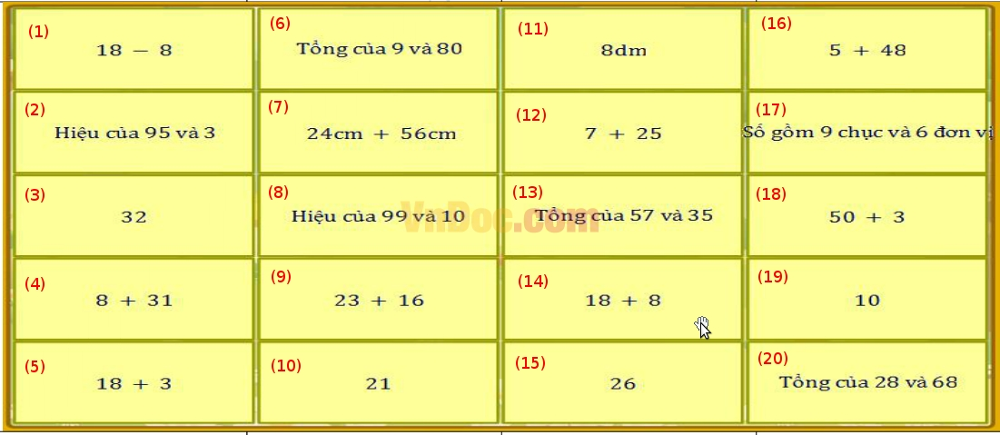 (1)
18 − 8
(6)
Tổng của 9 và 80
(11)
8dm
(16)
5 + 48
(2)
Hiệu của 95 và 3
(7)
24cm + 56cm
(12)
7 + 25
(17)
Số gồm 9 chục và 6 đơn vị
(3)
32
(8)
Hiệu của 99 và 10
(13)
Tổng của 57 và 35
(18)
50 + 3
VnDoc.com
(4)
8 + 31
(9)
23 + 16
(14)
18 + 8
(19)
10
(5)
18 + 3
(10)
21
(15)
26
(20)
Tổng của 28 và 68